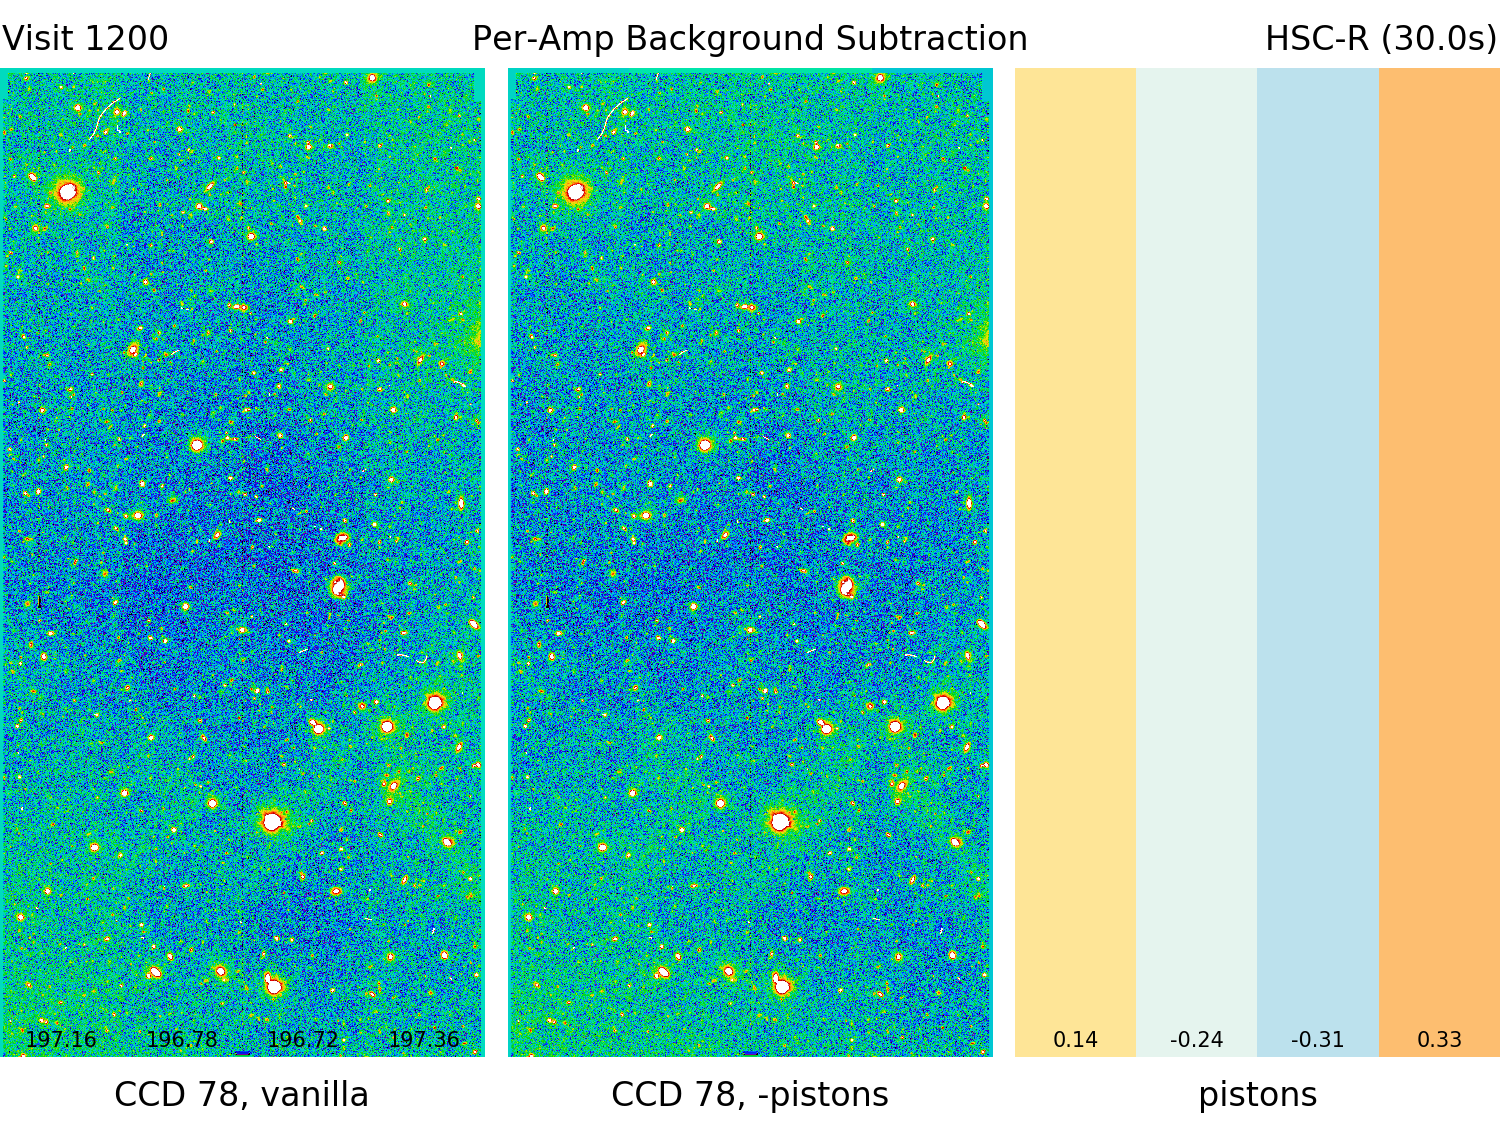 Visit 1200 Per-Amp Background Subtraction HSC-R (30.0s)
197.16 196.78 196.72 197.36 0.14 -0.24 -0.31 0.33
CCD 78, vanilla CCD 78, -pistons pistons